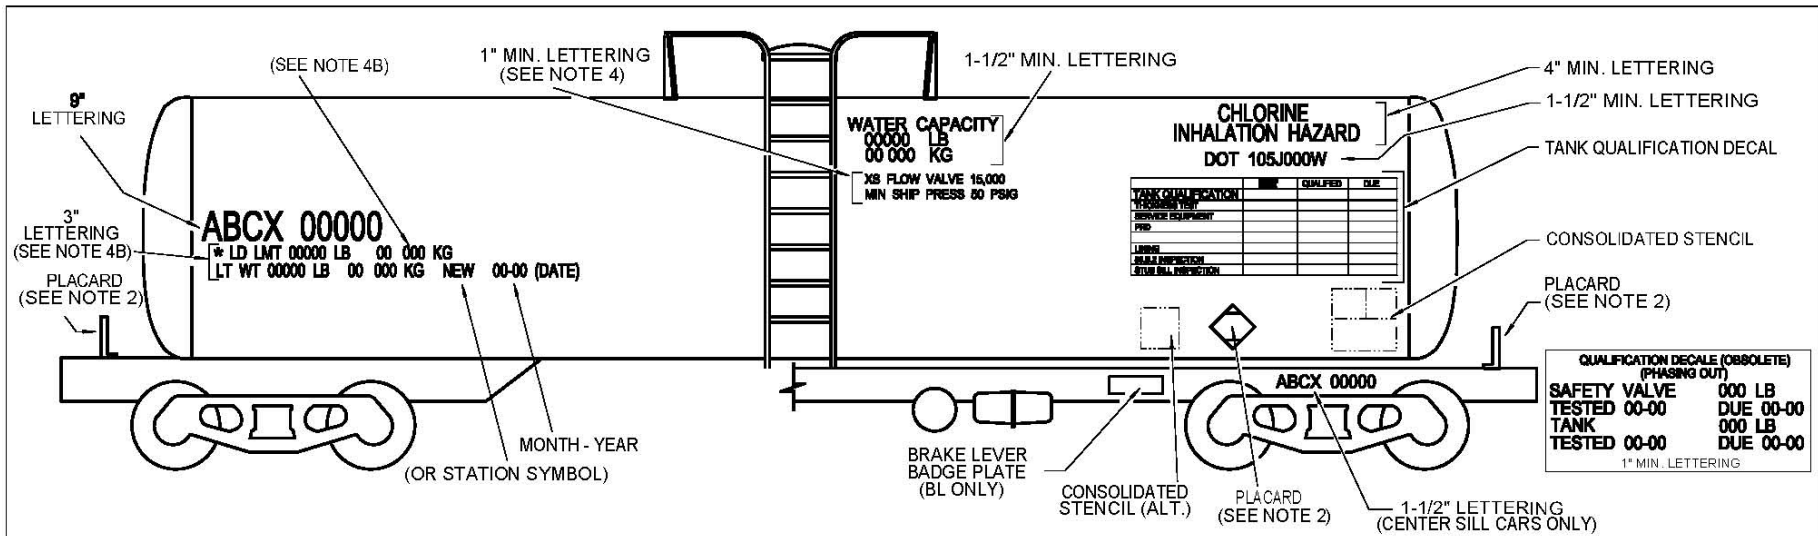 (SEE NOTE 4B)
1" MIN. LETTERING
(SEE NOTE 4)
1-1/2" MIN. LETTERING
4" MIN. LETTERING
1-1/2" MIN. LETTERING
TANK QUALIFICATION DECAL
CONSOLIDATED STENCIL
PLACARD
(SEE NOTE 2)
9"
LETTERING
3"
LETTERING
(SEE NOTE 4B)
PLACARD
(SEE NOTE 2)
ABCX 00000
* LD LMT 00000 LB 00 000 KG
LT WT 00000 LB 00 000 KG NEW 00-00 (DATE)
WATER CAPACITY
00000 LB
00 000 KG
XS FLOW VALVE 15,000
MIN SHIP PRESS 50 PSIG
CHLORINE
INHALATION HAZARD
DOT 105J000W
QUALIFIED DUE
TANK QUALIFICATION
THICKNESS TEST
SERVICE EQUIPMENT
PRD
LINING
INSPECTION
STUB SILL INSPECTION
ABCX 00000
MONTH - YEAR
(OR STATION SYMBOL)
BRAKE LEVER
BADGE PLATE
(BL ONLY)
CONSOLIDATED
STENCIL (ALT.)
PLACARD
(SEE NOTE 2)
1-1/2" LETTERING
(CENTER SILL CARS ONLY)
QUALIFICATION DECALE (OBSOLETE)
(PHASING OUT)
SAFETY VALVE 000 LB
TESTED 00-00 DUE 00-00
TANK 000 LB
TESTED 00-00 DUE 00-00
1" MIN. LETTERING